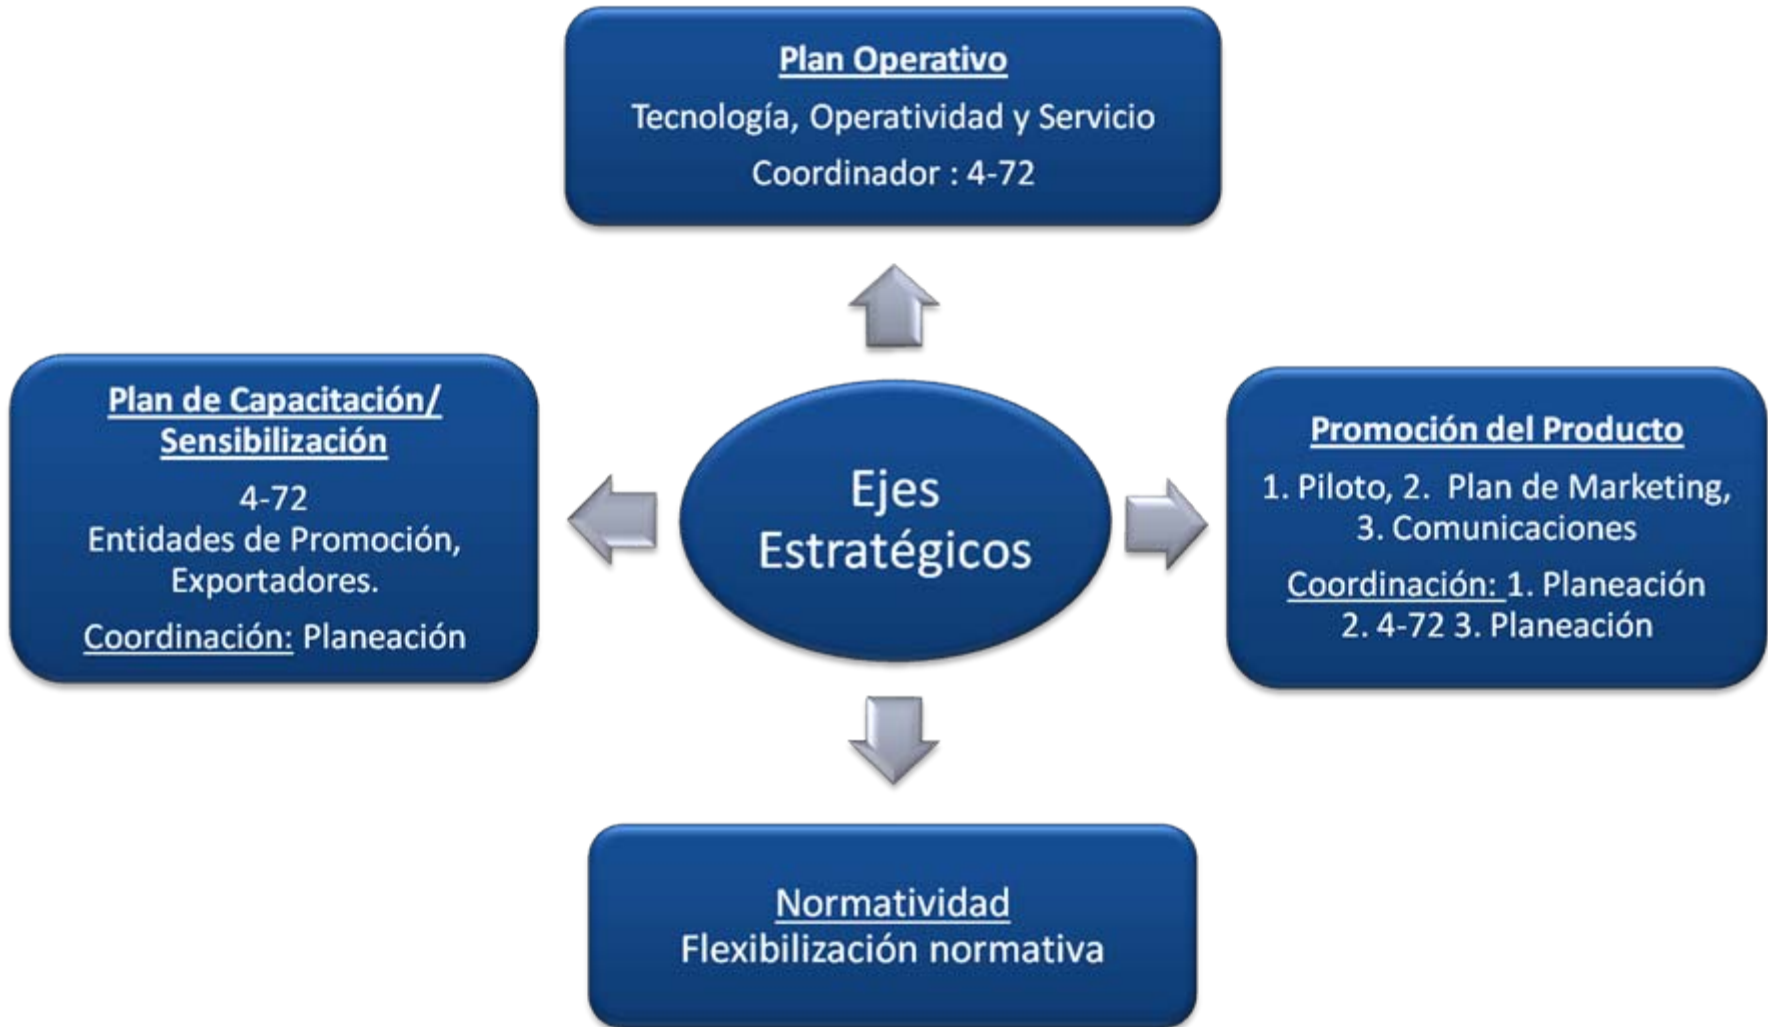 Plan Operativo
Tecnología, Operatividad y Servicio
Coordinador : 4-72
Plan de Capacitación/
Sensibilización
4-72
Entidades de Promoción,
Exportadores.
Coordinación: Planeación
Ejes
Estratégicos
Promoción del Producto
1. Piloto, 2. Plan de Marketing,
3. Comunicaciones
Coordinación: 1. Planeación
2. 4-72 3. Planeación
Normatividad
Flexibilización normativa